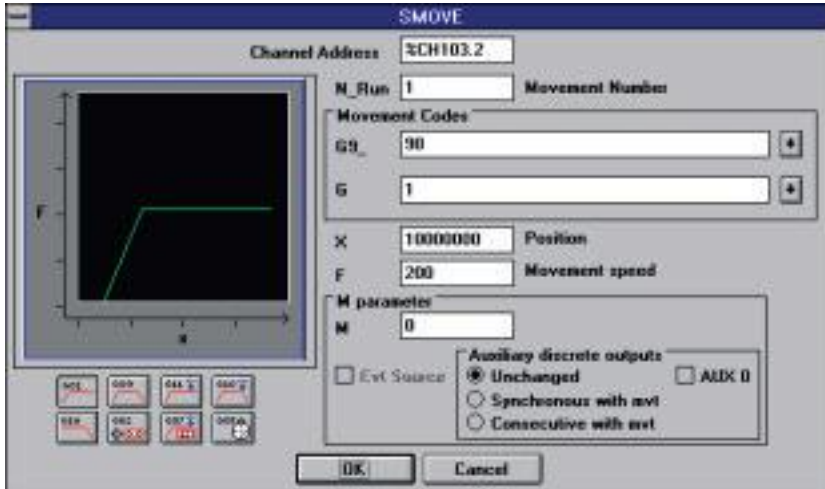 SMOVE
Channel Address %CH103.2
N_Run 1 Movement Number
Movement Codes
G9_ 90
G 1
X 10000000 Position
F 200 Movement speed
M parameter
M 0
Evt Source
Auxiliary discrete outputs
Unchanged
AUX 0
Synchronous with mvt
Consecutive with mvt
F
OK Cancel